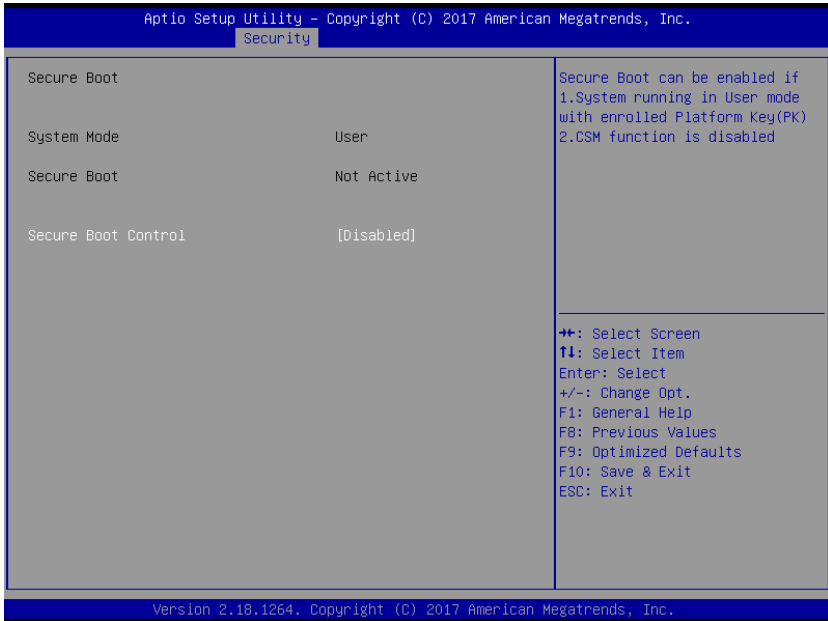 Aptio Setup Utility – Copyright (C) 2017 American Megatrends, Inc.
Security
Secure Boot
System Mode User
Secure Boot Not Active
Secure Boot Control [Disabled]
Secure Boot can be enabled if
1.System running in User mode
with enrolled Platform Key(PK)
2.CSM function is disabled
→←: Select Screen
↑↓: Select Item
Enter: Select
+/-: Change Opt.
F1: General Help
F8: Previous Values
F9: Optimized Defaults
F10: Save & Exit
ESC: Exit
Version 2.18.1264. Copyright (C) 2017 American Megatrends, Inc.